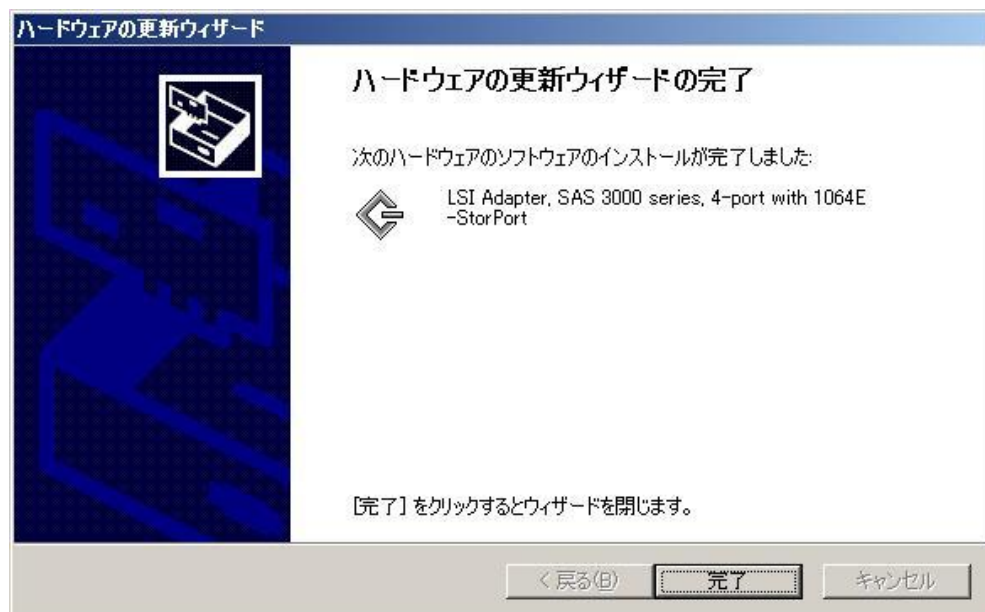 ハードウェアの更新ウィザード
ハードウェアの更新ウィザードの完了
次のハードウェアのソフトウェアのインストールが完了しました:
LSI Adapter, SAS 3000 series, 4-port with 1064E
-StorPort
[完了] をクリックするとウィザードを閉じます。
< 戻る(B)
完了
キャンセル